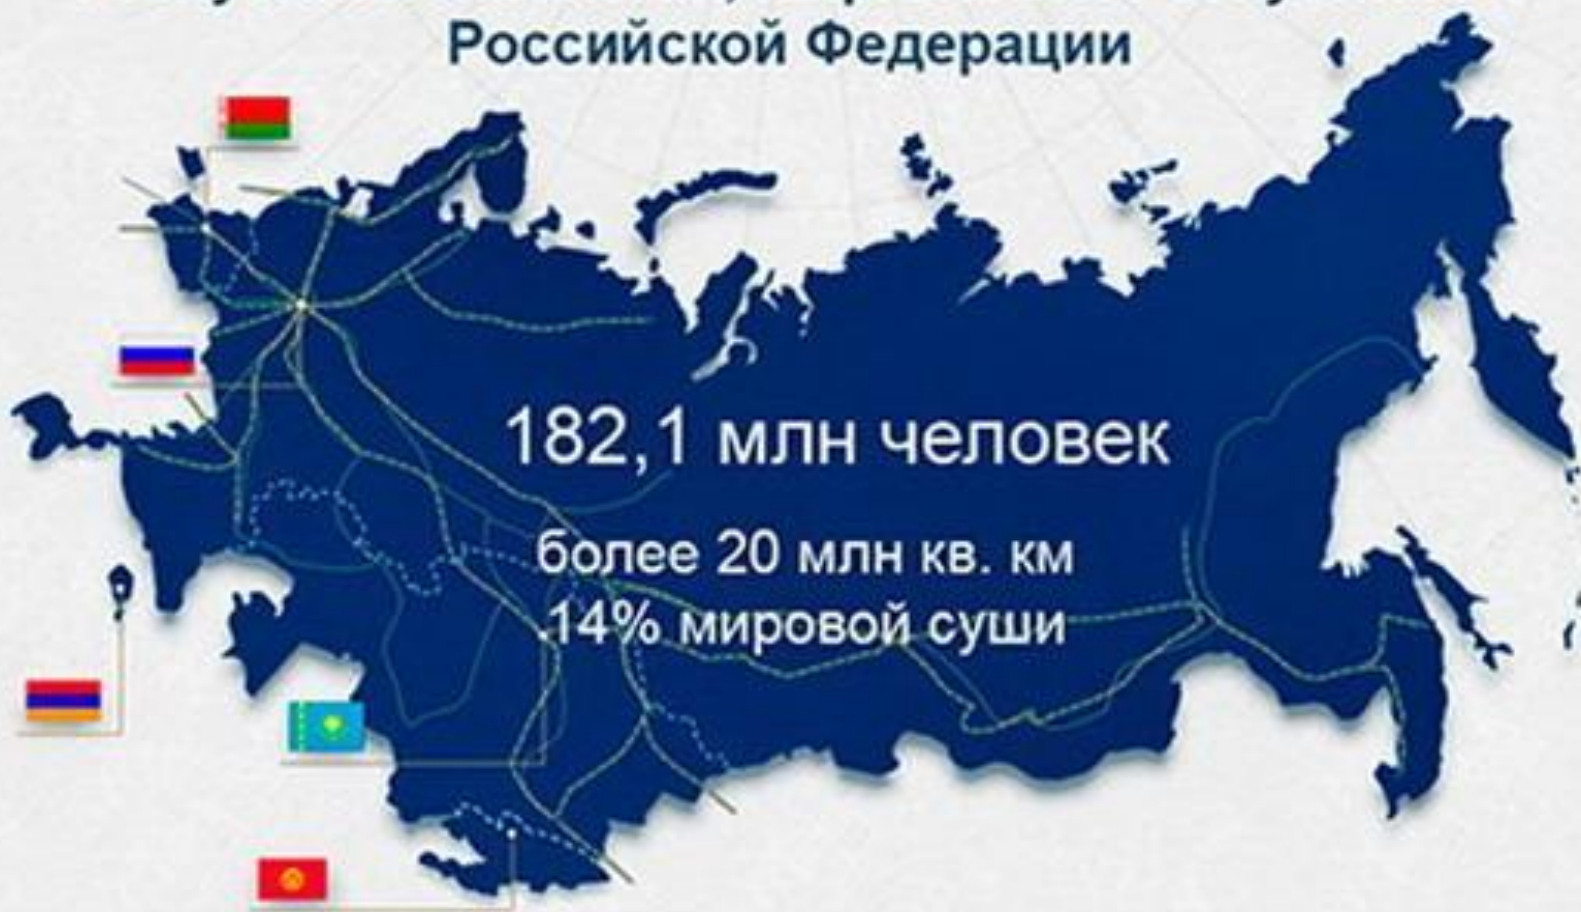 Российской Федерации
182,1 млн человек
более 20 млн кв. км
14% мировой суши